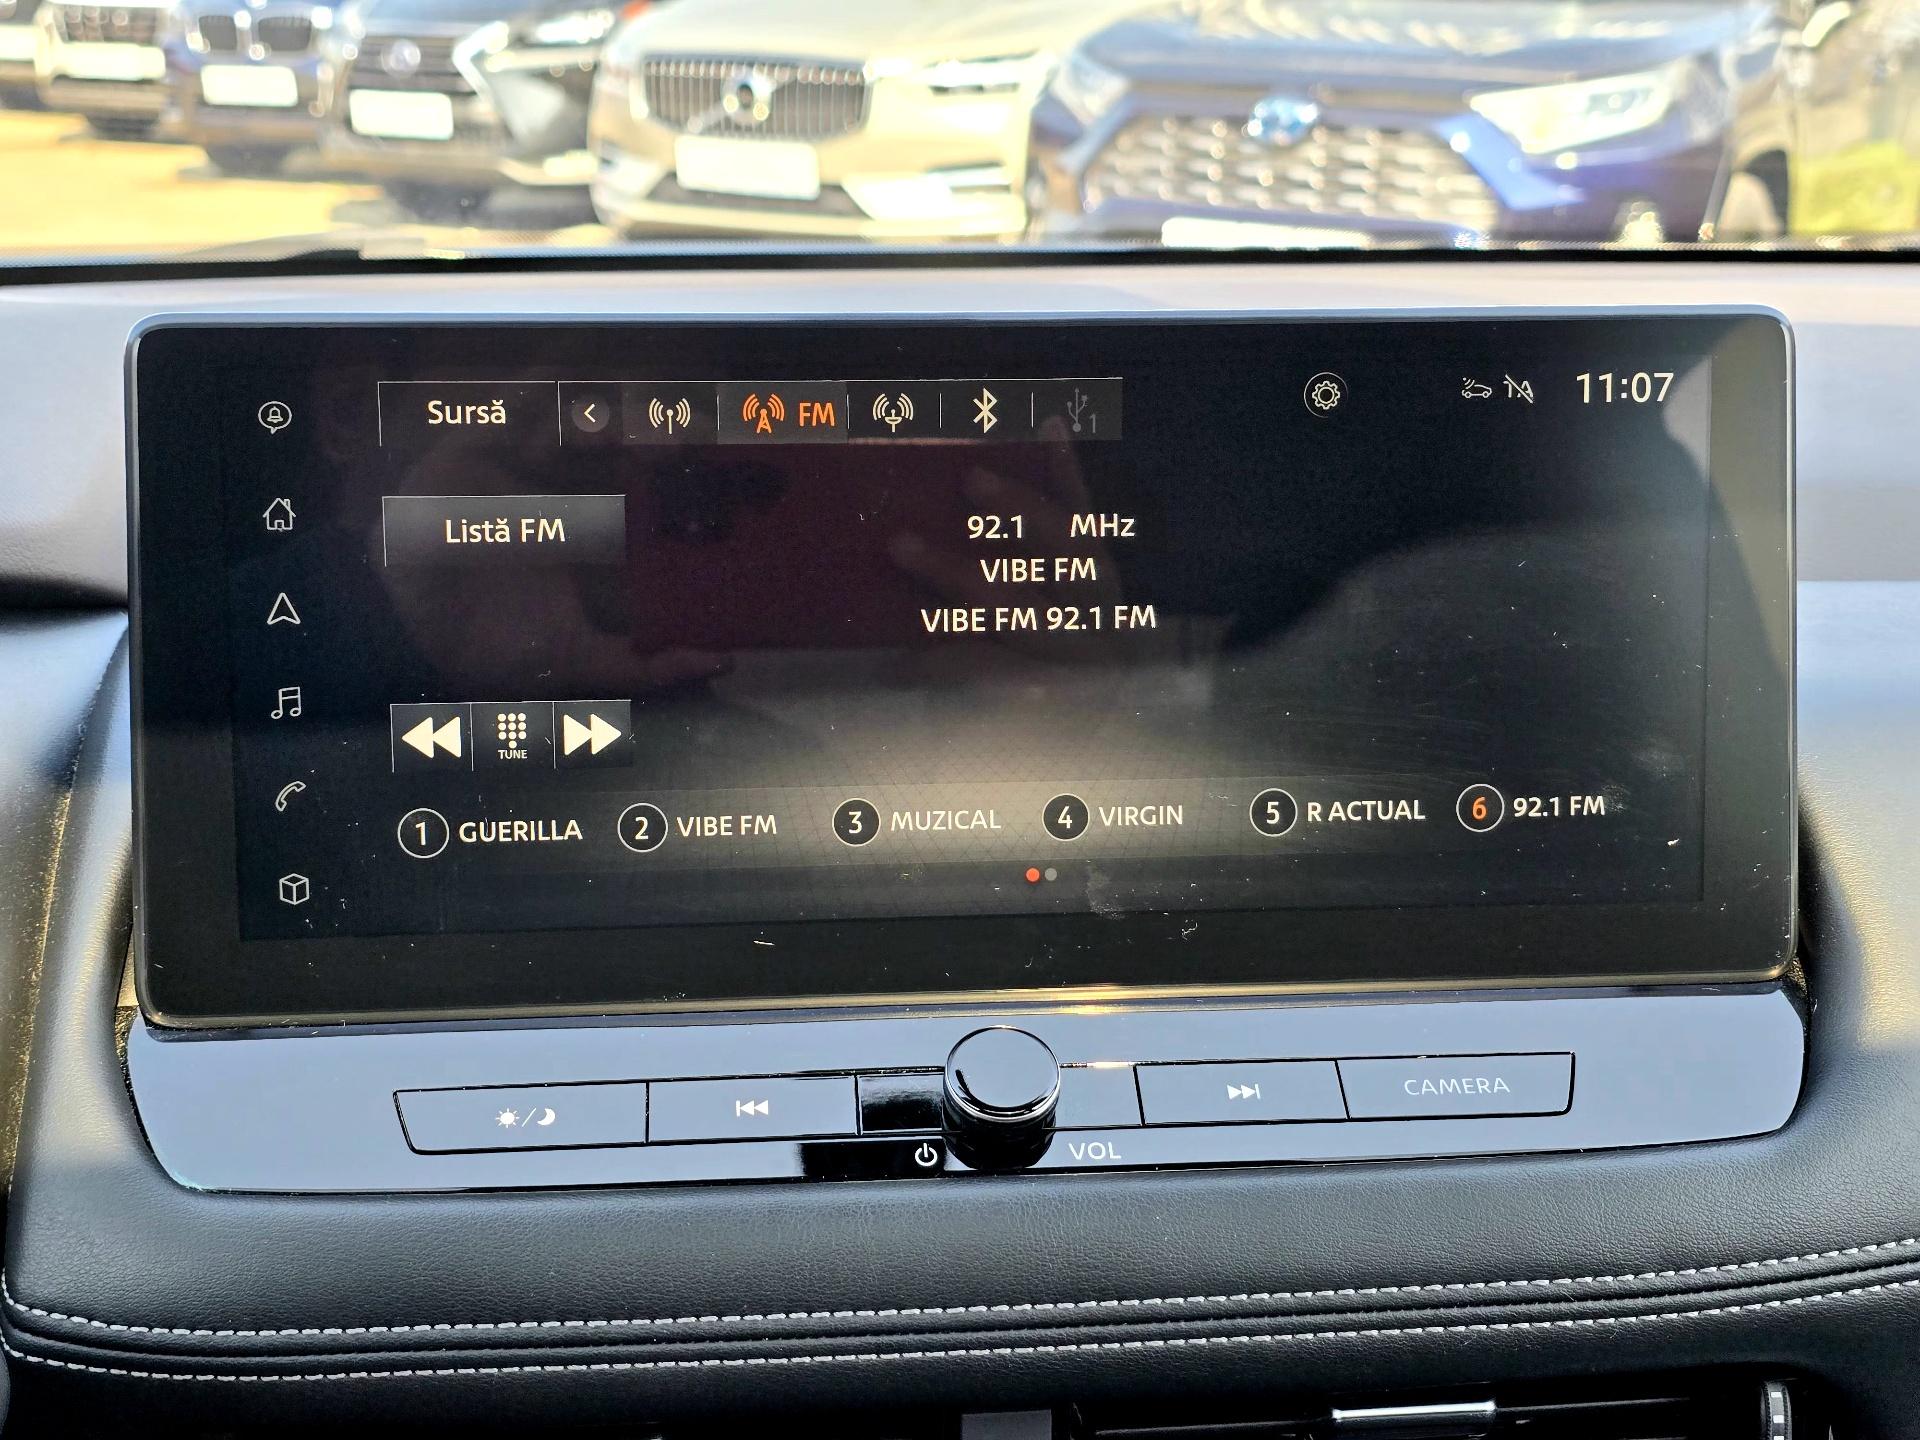 Sursă FM 1 11:07
Listă FM
92.1 MHz
VIBE FM
VIBE FM 92.1 FM
TUNE
1 GUERILLA 2 VIBE FM 3 MUZICAL 4 VIRGIN 5 R ACTUAL 6 92.1 FM
CAMERA
VOL